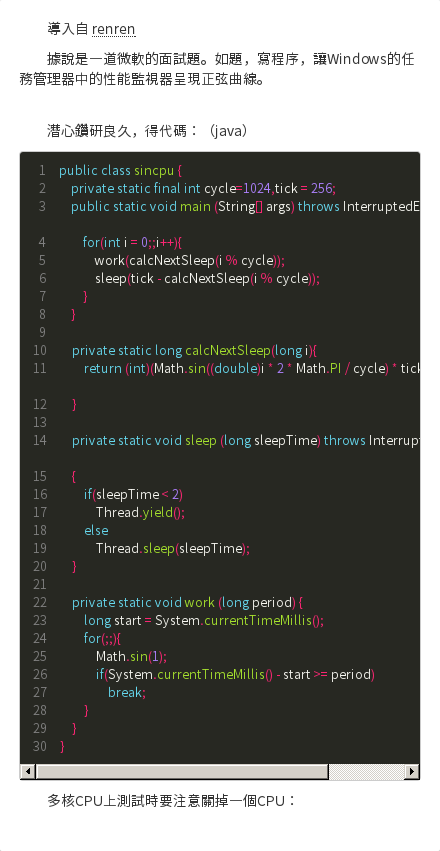 導入自 renren
據說是一道微軟的面試題。如題，寫程序，讓Windows的任
務管理器中的性能監視器呈現正弦曲線。
潛心鑽研良久，得代碼：（java）
1 public class sincpu {
2 private static final int cycle=1024,tick = 256;
3 public static void main (String[] args) throws InterruptedE
4 for(int i = 0;;i++){
5 work(calcNextSleep(i % cycle));
6 sleep(tick - calcNextSleep(i % cycle));
7 }
8 }
9
10 private static long calcNextSleep(long i){
11 return (int)(Math.sin((double)i * 2 * Math.PI / cycle) * tick
12 }
13
14 private static void sleep (long sleepTime) throws Interrupt
15 {
16 if(sleepTime < 2)
17 Thread.yield();
18 else
19 Thread.sleep(sleepTime);
20 }
21
22 private static void work (long period) {
23 long start = System.currentTimeMillis();
24 for(;;){
25 Math.sin(1);
26 if(System.currentTimeMillis() - start >= period)
27 break;
28 }
29 }
30 }
多核CPU上測試時要注意關掉一個CPU：